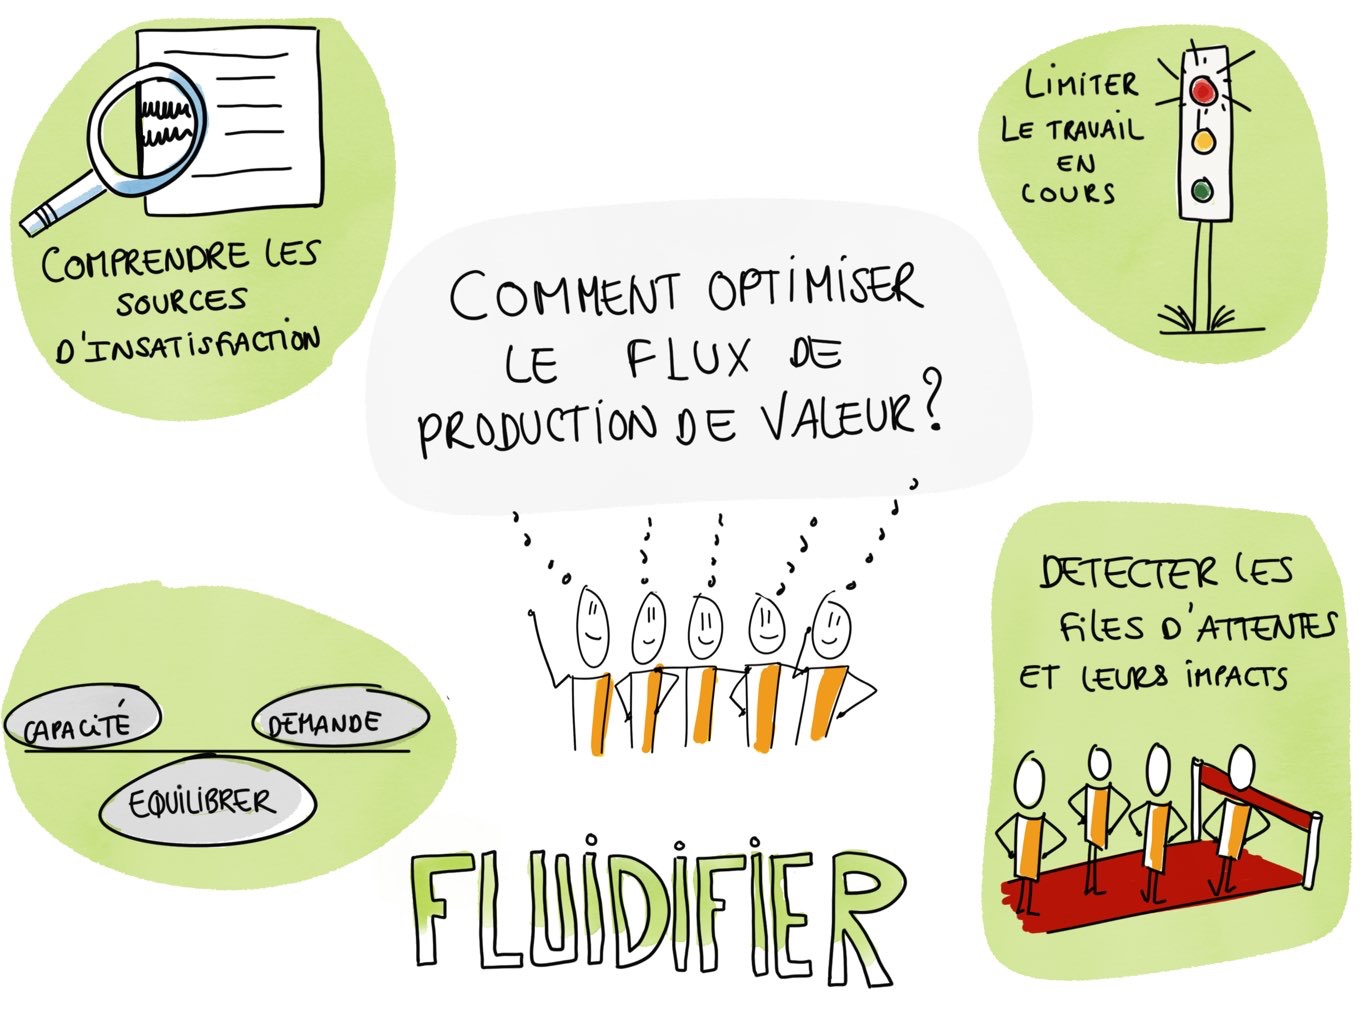 COMPRENDRE LES
SOURCES
D'INSATISFACTION
LIMITER
LE TRAVAIL
EN
COURS
COMMENT OPTIMISER
LE FLUX DE
PRODUCTION DE VALEUR?
CAPACITÉ
DEMANDE
EQUILIBRER
DETECTER LES
FILES D'ATTENTES
ET LEURS IMPACTS
FLUIDIFIER